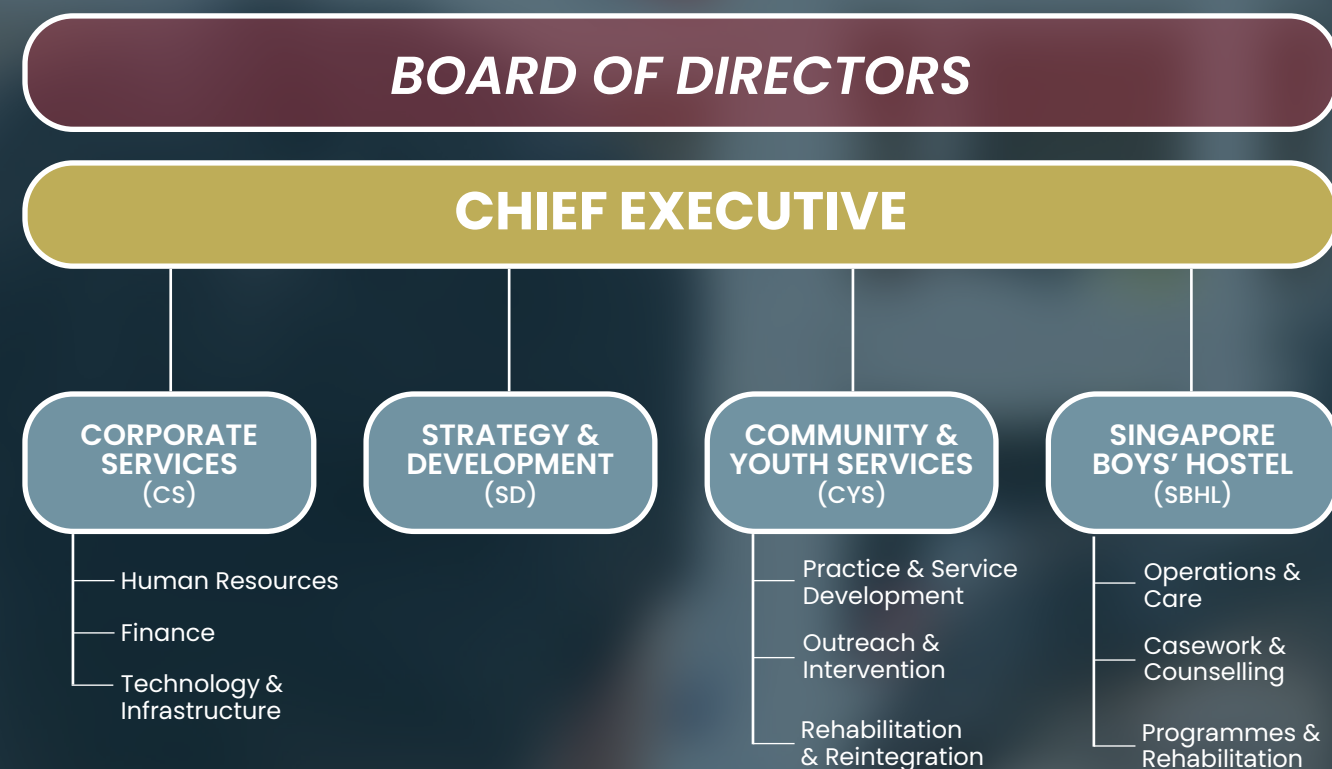 BOARD OF DIRECTORS
CHIEF EXECUTIVE
CORPORATE
SERVICES
(CS)
Human Resources
Finance
Technology &
Infrastructure
STRATEGY &
DEVELOPMENT
(SD)
COMMUNITY &
YOUTH SERVICES
(CYS)
Practice & Service
Development
Outreach &
Intervention
Rehabilitation
& Reintegration
SINGAPORE
BOYS’ HOSTEL
(SBHL)
Operations &
Care
Casework &
Counselling
Programmes &
Rehabilitation